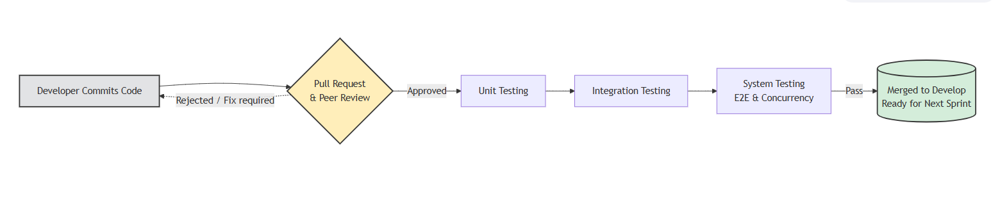 Developer Commits Code
Rejected / Fix required
Pull Request
& Peer Review
Approved
Unit Testing
Integration Testing
System Testing
E2E & Concurrency
Pass
Merged to Develop
Ready for Next Sprint